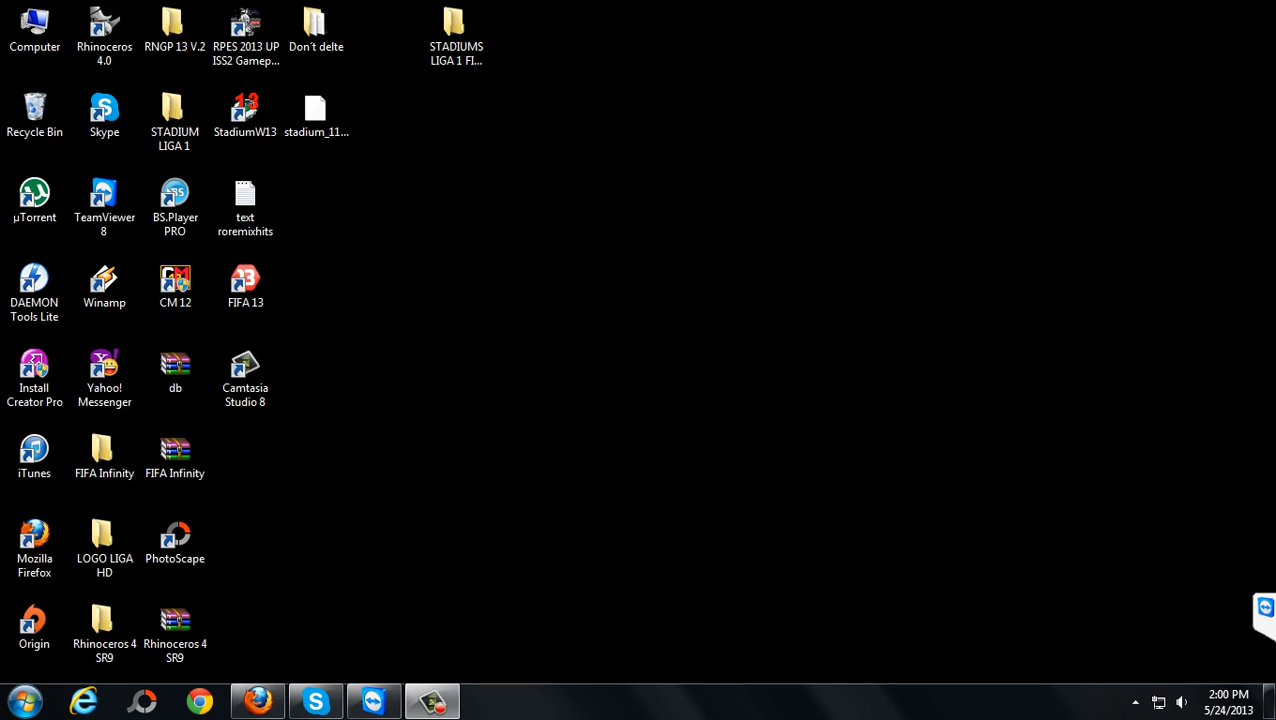 Computer
Rhinoceros
4.0
RNGP 13 V.2
RPES 2013 UP
ISS2 Gamep...
Don´t delte
STADIUMS
LIGA 1 FI...
Recycle Bin
Skype
STADIUM
LIGA 1
StadiumW13
stadium_11...
µTorrent
TeamViewer
8
BS.Player
PRO
text
roremixhits
DAEMON
Tools Lite
Winamp
CM 12
FIFA 13
Install
Creator Pro
Yahoo!
Messenger
db
Camtasia
Studio 8
iTunes
FIFA Infinity
FIFA Infinity
Mozilla
Firefox
LOGO LIGA
HD
PhotoScape
Origin
Rhinoceros 4
SR9
Rhinoceros 4
SR9
2:00 PM
5/24/2013